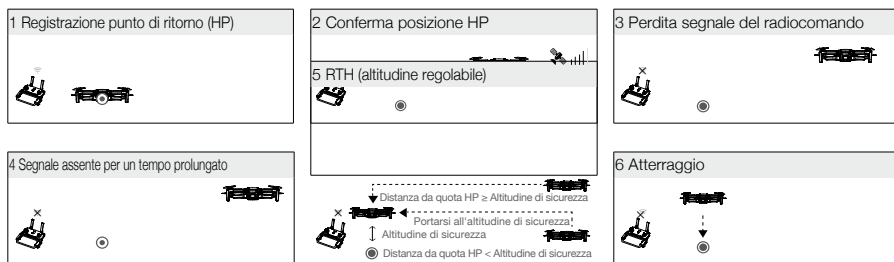 1 Registrazione punto di ritorno (HP)
2 Conferma posizione HP
3 Perdita segnale del radiocomando
4 Segnale assente per un tempo prolungato
5 RTH (altitudine regolabile)
Distanza da quota HP ≥ Altitudine di sicurezza
Portarsi all'altitudine di sicurezza
Altitudine di sicurezza
Distanza da quota HP < Altitudine di sicurezza
6 Atterraggio